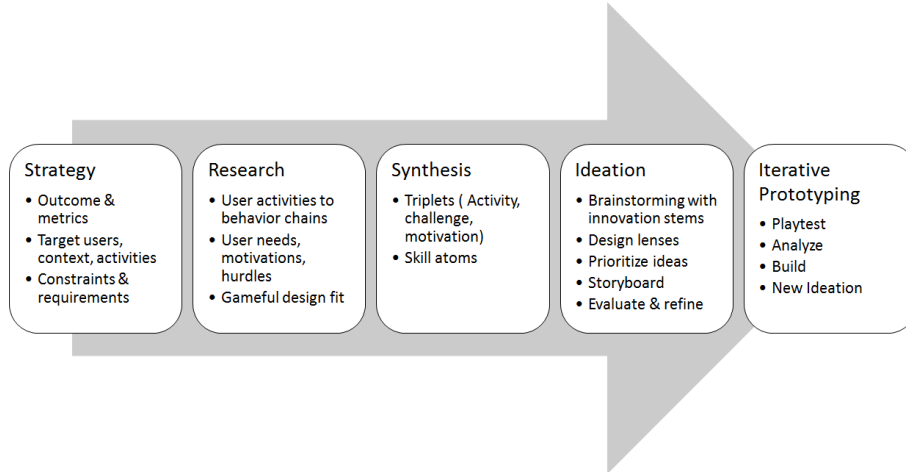 Strategy
• Outcome &
metrics
• Target users,
context, activities
• Constraints &
requirements
Research
• User activities to
behavior chains
• User needs,
motivations,
hurdles
• Gameful design fit
Synthesis
• Triplets ( Activity,
challenge,
motivation)
• Skill atoms
Ideation
• Brainstorming with
innovation stems
• Design lenses
• Prioritize ideas
• Storyboard
• Evaluate & refine
Iterative
Prototyping
• Playtest
• Analyze
• Build
• New Ideation